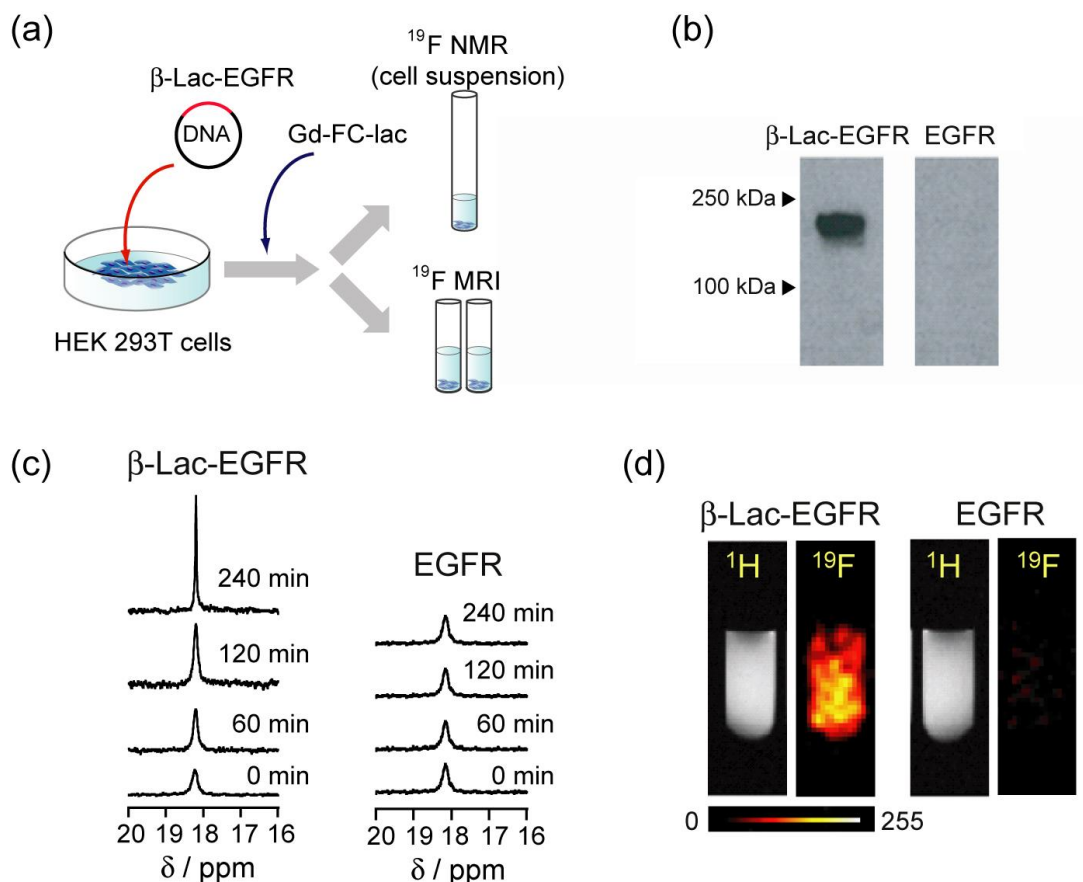 (a)
β-Lac-EGFR
DNA
Gd-FC-lac
HEK 293T cells
¹⁹F NMR
(cell suspension)
¹⁹F MRI
(b)
β-Lac-EGFR EGFR
250 kDa
100 kDa
(c)
β-Lac-EGFR
240 min
120 min
60 min
0 min
20 19 18 17 16
δ / ppm
EGFR
240 min
120 min
60 min
0 min
20 19 18 17 16
δ / ppm
(d)
β-Lac-EGFR EGFR
¹H ¹⁹F ¹H ¹⁹F
0 255